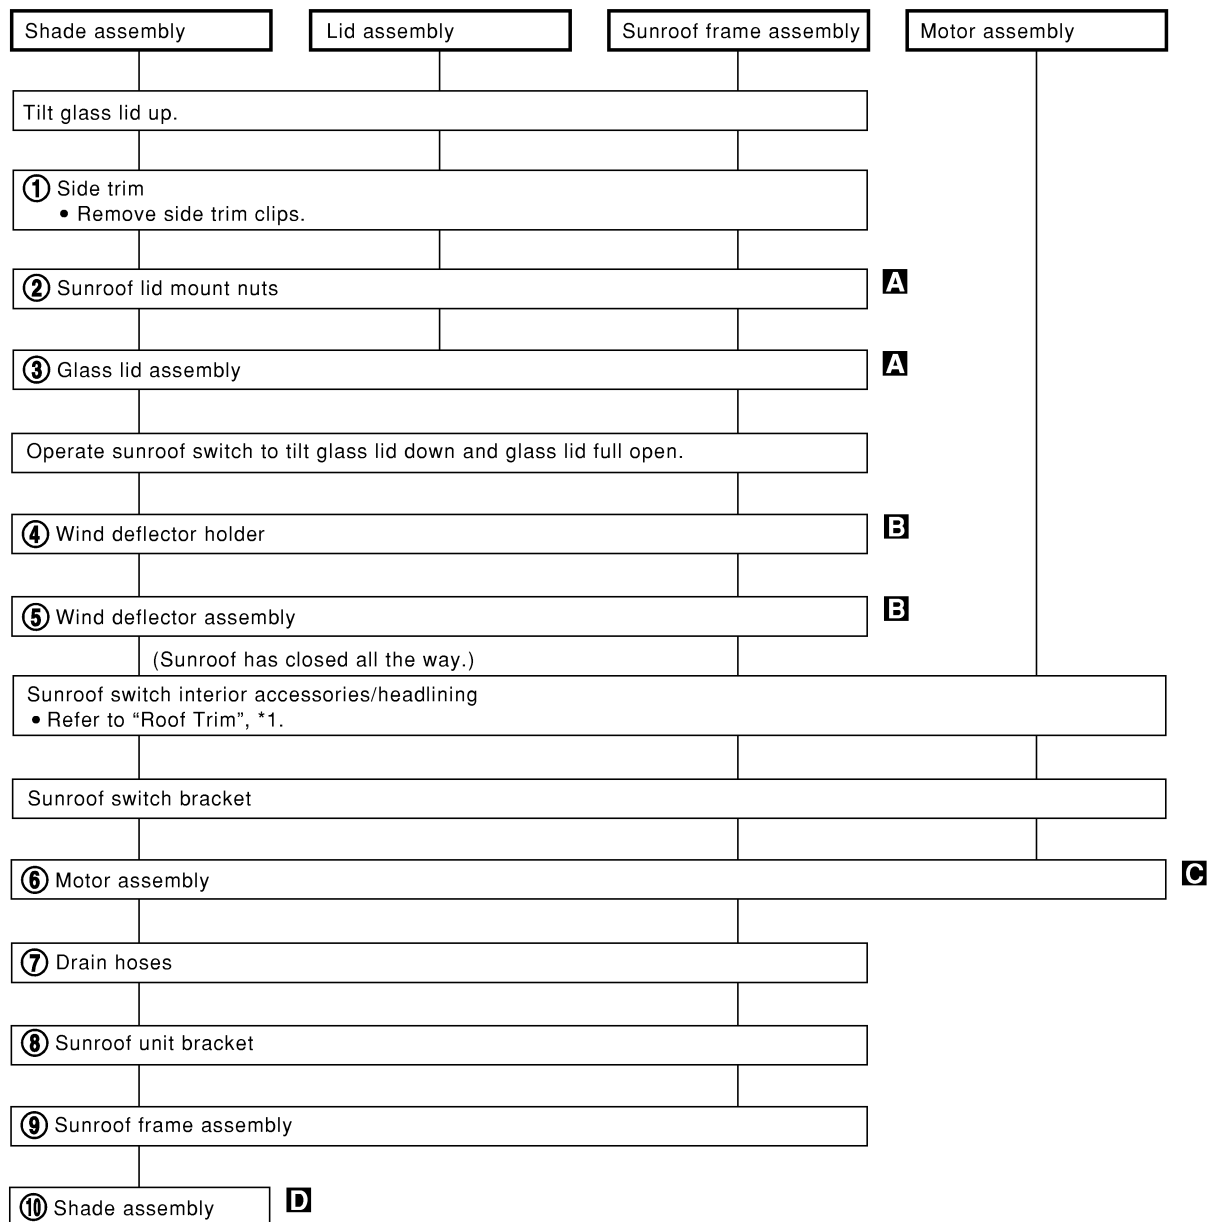 Shade assembly
Lid assembly
Sunroof frame assembly
Motor assembly
Tilt glass lid up.
① Side trim
• Remove side trim clips.
② Sunroof lid mount nuts
A
③ Glass lid assembly
A
Operate sunroof switch to tilt glass lid down and glass lid full open.
④ Wind deflector holder
B
⑤ Wind deflector assembly
B
(Sunroof has closed all the way.)
Sunroof switch interior accessories/headlining
• Refer to “Roof Trim”, *1.
Sunroof switch bracket
⑥ Motor assembly
C
⑦ Drain hoses
⑧ Sunroof unit bracket
⑨ Sunroof frame assembly
⑩ Shade assembly
D